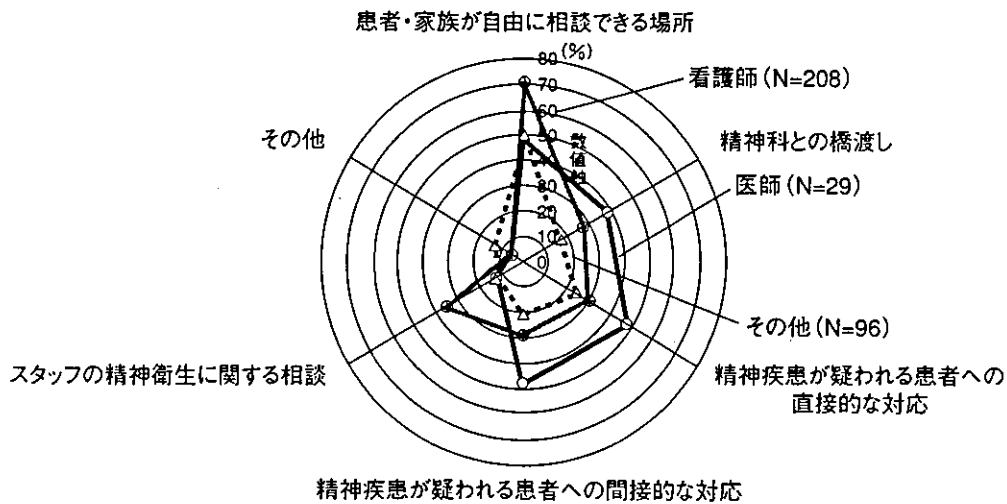 患者・家族が自由に相談できる場所
80 (%)
70
60
50
40
30
20
10
0
数値軸
看護師(N=208)
精神科との橋渡し
医師(N=29)
その他(N=96)
精神疾患が疑われる患者への
直接的な対応
精神疾患が疑われる患者への間接的な対応
スタッフの精神衛生に関する相談
その他